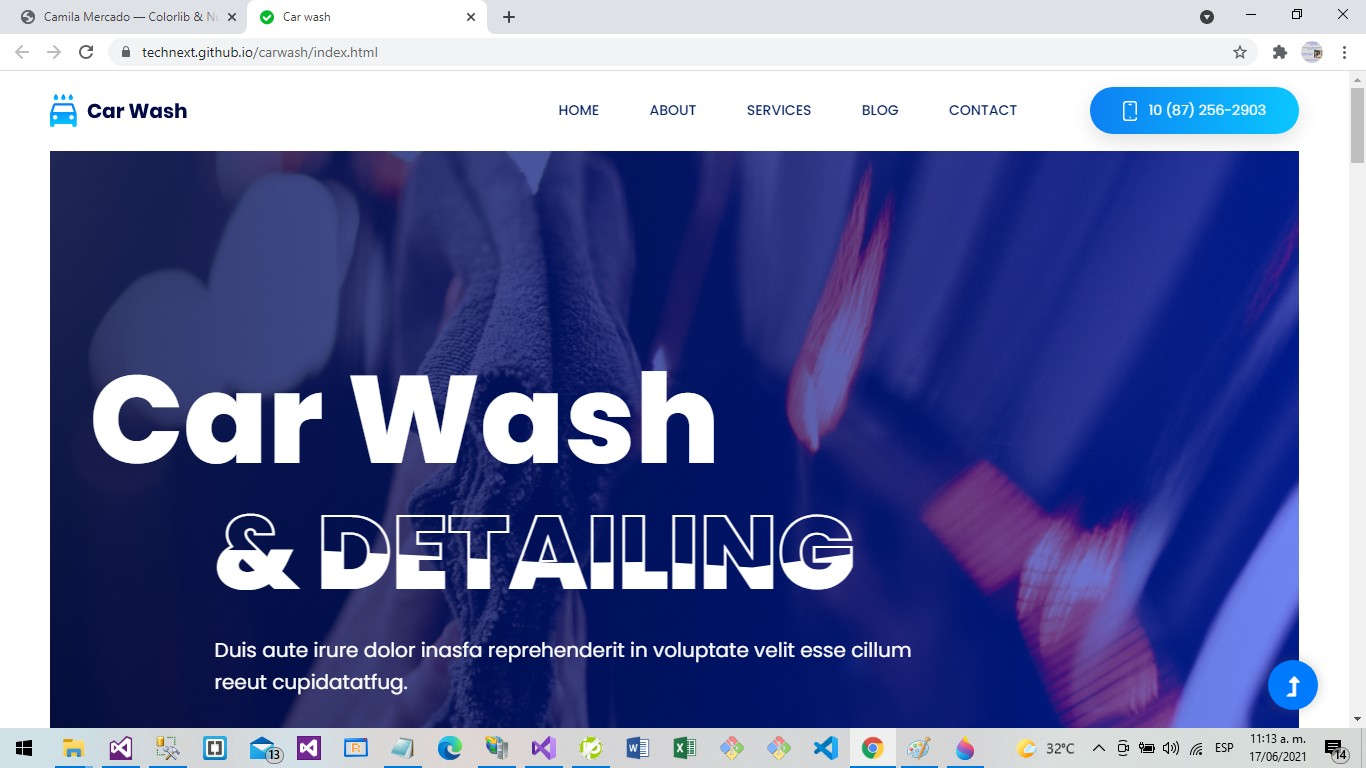 Camila Mercado — Colorlib & Nu
Car wash
technext.github.io/carwash/index.html
Car Wash
HOME ABOUT SERVICES BLOG CONTACT
10 (87) 256-2903
Car Wash
& DETAILING
Duis aute irure dolor inasfa reprehenderit in voluptate velit esse cillum
reeut cupidatatfug.
13
32°C
ESP
11:13 a. m.
17/06/2021
14